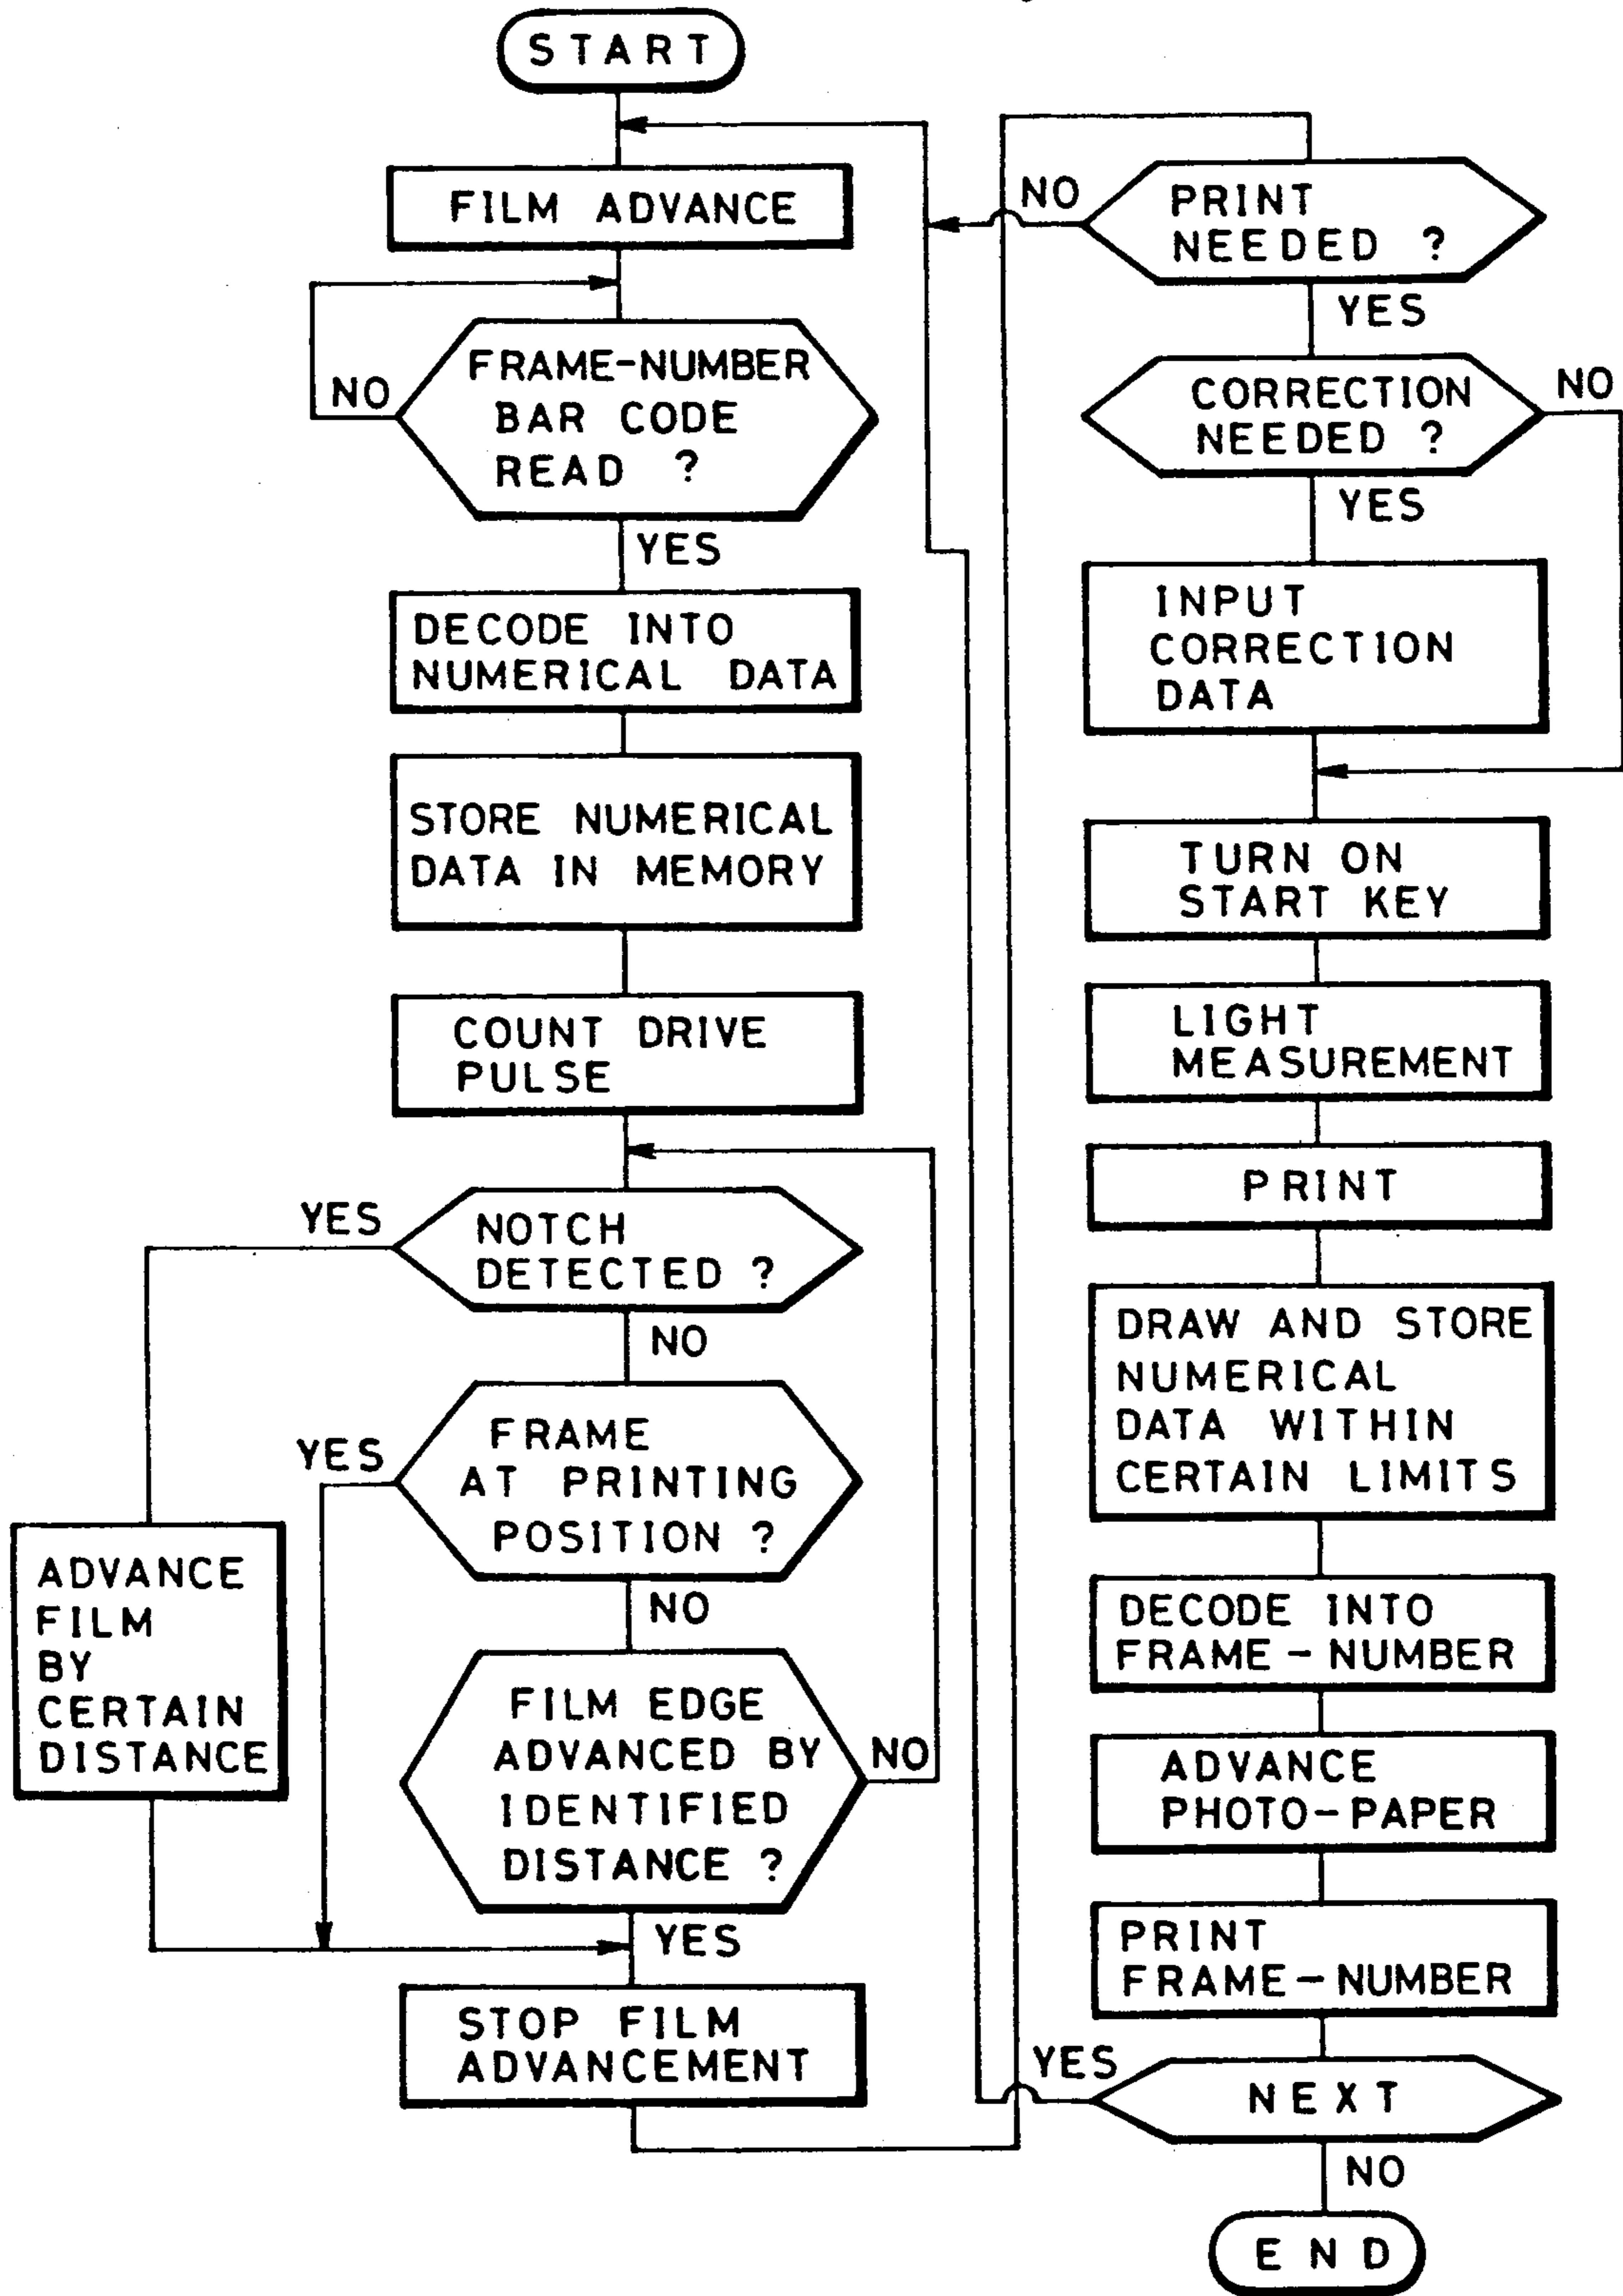 START
FILM ADVANCE
FRAME-NUMBER
BAR CODE
READ ?
NO
YES
DECODE INTO
NUMERICAL DATA
STORE NUMERICAL
DATA IN MEMORY
COUNT DRIVE
PULSE
NOTCH
DETECTED ?
YES
NO
FRAME
AT PRINTING
POSITION ?
YES
NO
ADVANCE
FILM
BY
CERTAIN
DISTANCE
FILM EDGE
ADVANCED BY
IDENTIFIED
DISTANCE ?
NO
YES
STOP FILM
ADVANCEMENT
PRINT
NEEDED ?
NO
YES
CORRECTION
NEEDED ?
NO
YES
INPUT
CORRECTION
DATA
TURN ON
START KEY
LIGHT
MEASUREMENT
PRINT
DRAW AND STORE
NUMERICAL
DATA WITHIN
CERTAIN LIMITS
DECODE INTO
FRAME-NUMBER
ADVANCE
PHOTO-PAPER
PRINT
FRAME-NUMBER
YES
NEXT
NO
END